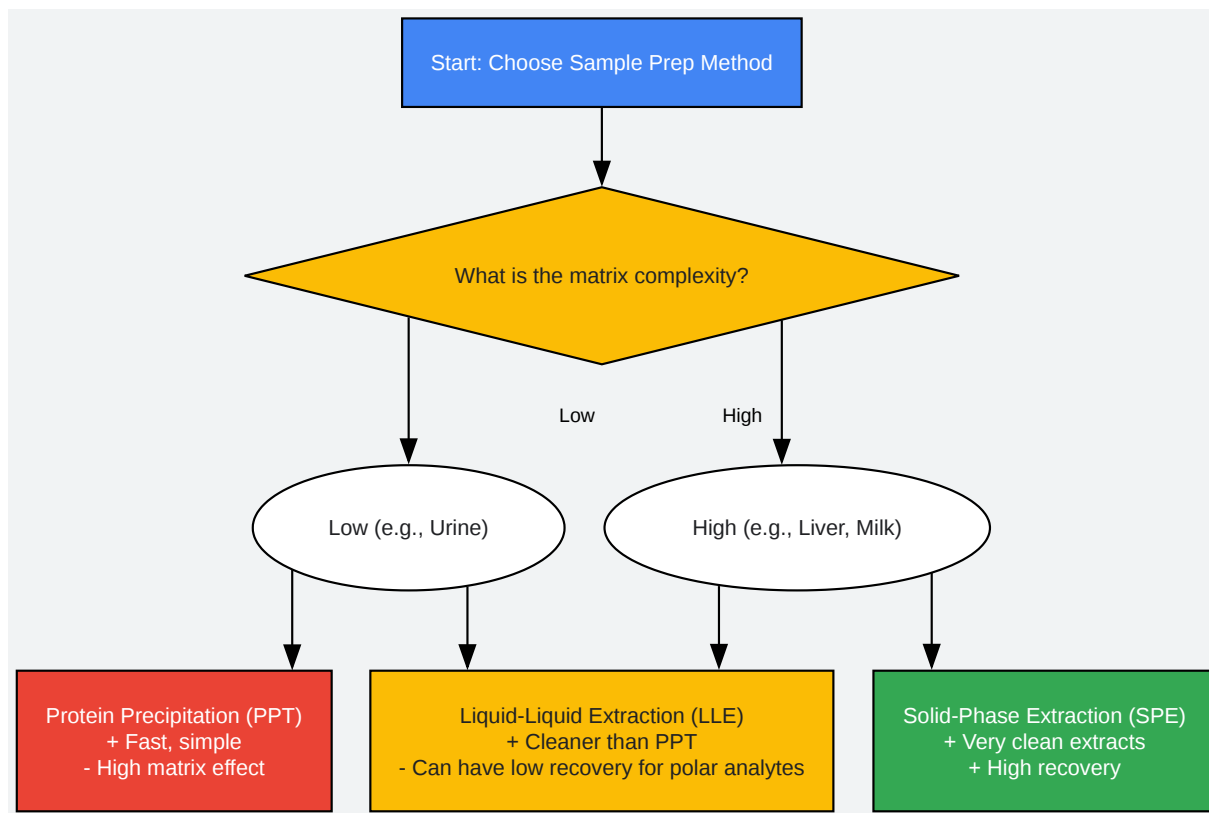 Start: Choose Sample Prep Method
What is the matrix complexity?
Low
High
Low (e.g., Urine)
High (e.g., Liver, Milk)
Protein Precipitation (PPT)
+ Fast, simple
- High matrix effect
Liquid-Liquid Extraction (LLE)
+ Cleaner than PPT
- Can have low recovery for polar analytes
Solid-Phase Extraction (SPE)
+ Very clean extracts
+ High recovery